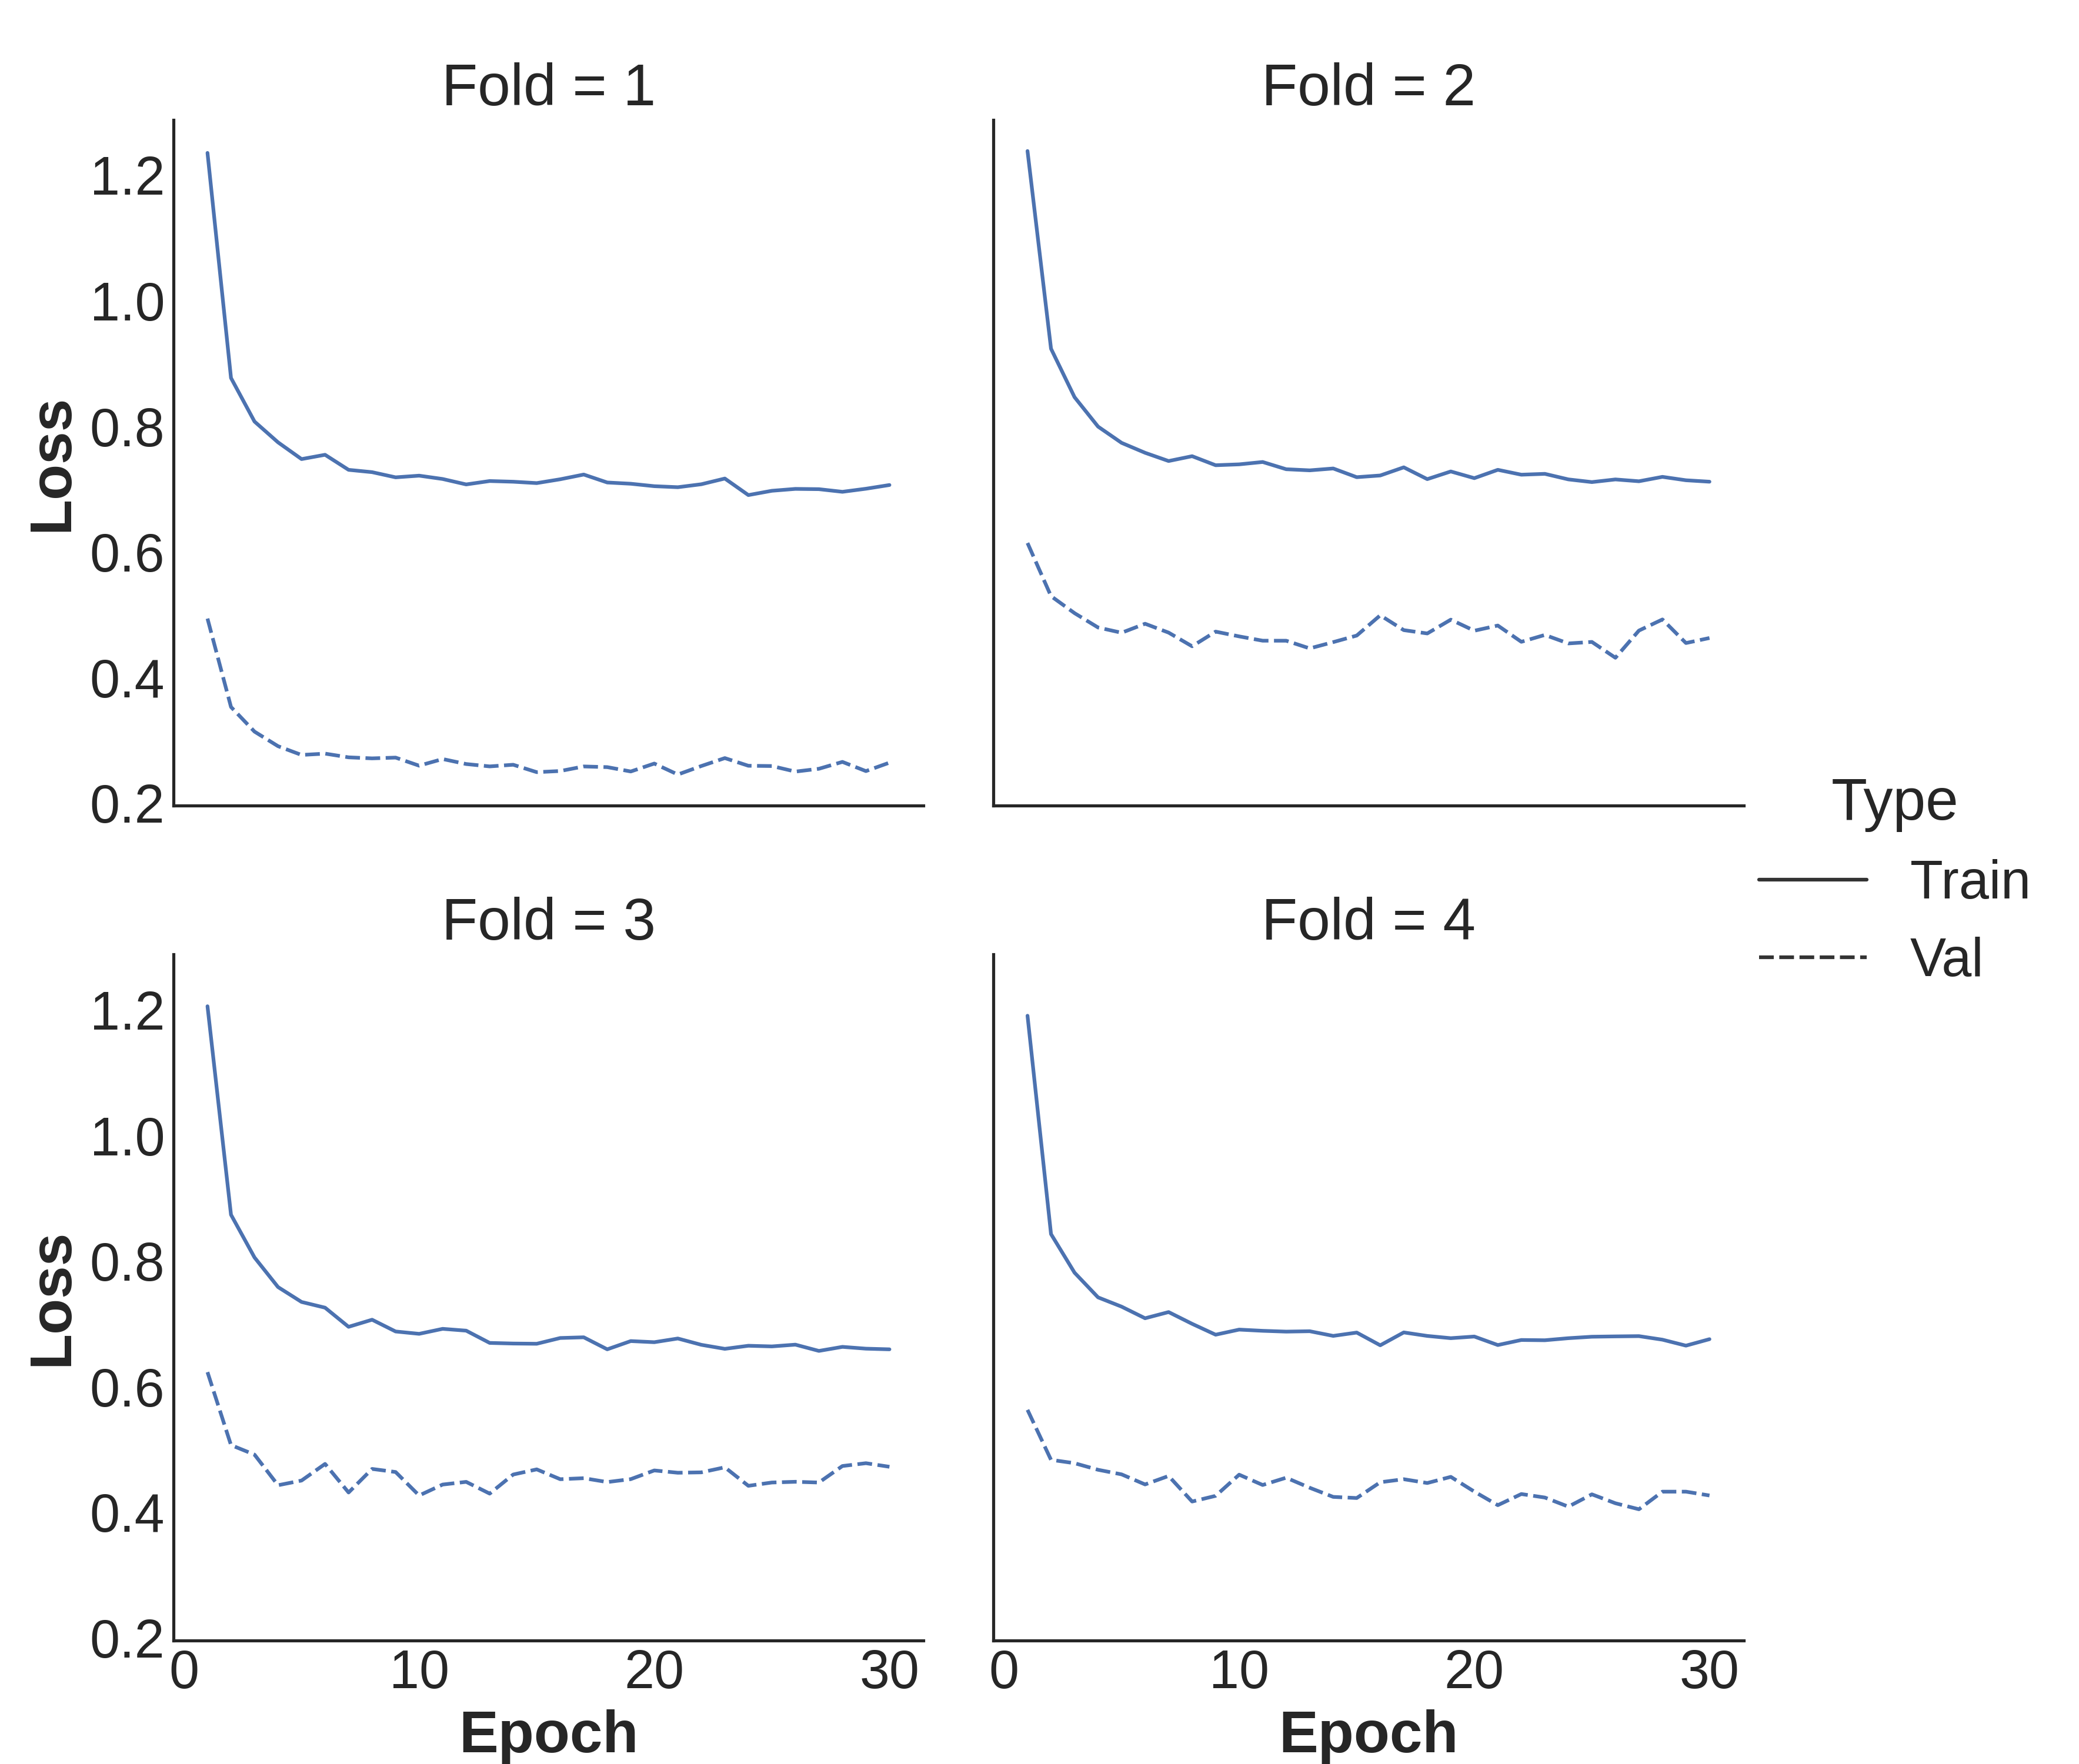 Fold = 1
Fold = 2
Loss
1.2
1.0
0.8
0.6
0.4
0.2
Type
Train
Val
Fold = 3
Fold = 4
Loss
1.2
1.0
0.8
0.6
0.4
0.2
0 10 20 30
0 10 20 30
Epoch
Epoch